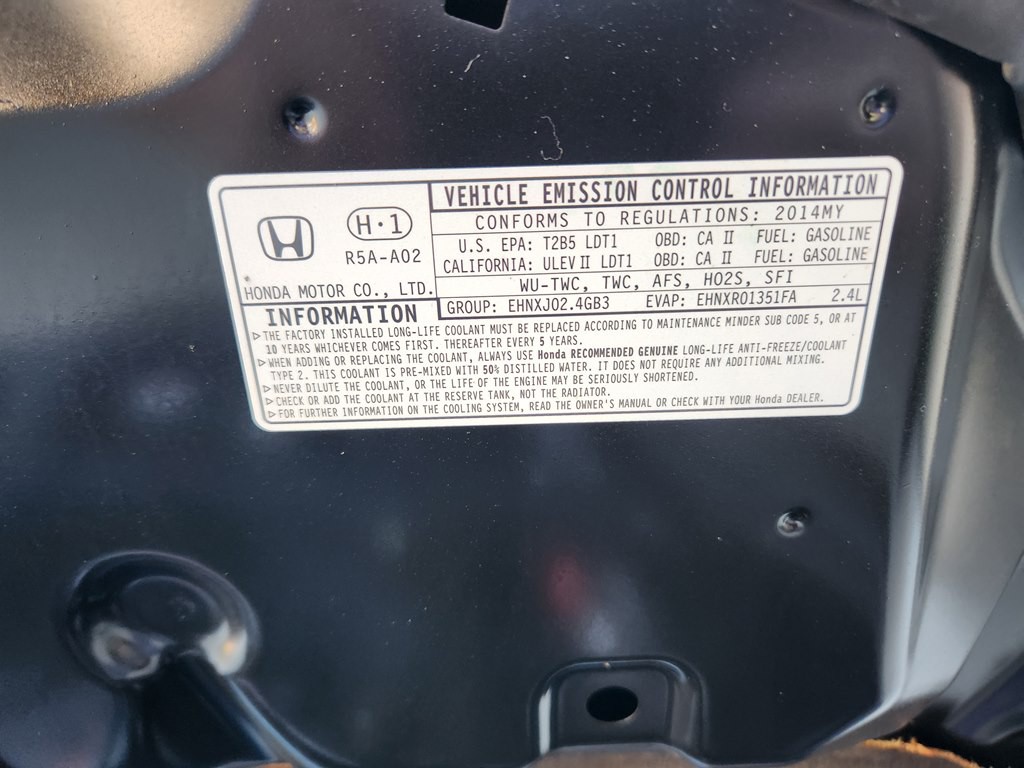 VEHICLE EMISSION CONTROL INFORMATION
CONFORMS TO REGULATIONS: 2014MY
H·1
R5A-A02
U.S. EPA: T2B5 LDT1 OBD: CA II FUEL: GASOLINE
CALIFORNIA: ULEV II LDT1 OBD: CA II FUEL: GASOLINE
WU-TWC, TWC, AFS, HO2S, SFI
* HONDA MOTOR CO., LTD.
GROUP: EHNXJ02.4GB3 EVAP: EHNXR01351FA 2.4L
INFORMATION
▷THE FACTORY INSTALLED LONG-LIFE COOLANT MUST BE REPLACED ACCORDING TO MAINTENANCE MINDER SUB CODE 5, OR AT
10 YEARS WHICHEVER COMES FIRST. THEREAFTER EVERY 5 YEARS.
▷WHEN ADDING OR REPLACING THE COOLANT, ALWAYS USE Honda RECOMMENDED GENUINE LONG-LIFE ANTI-FREEZE/COOLANT
TYPE 2. THIS COOLANT IS PRE-MIXED WITH 50% DISTILLED WATER. IT DOES NOT REQUIRE ANY ADDITIONAL MIXING.
▷NEVER DILUTE THE COOLANT, OR THE LIFE OF THE ENGINE MAY BE SERIOUSLY SHORTENED.
▷CHECK OR ADD THE COOLANT AT THE RESERVE TANK, NOT THE RADIATOR.
▷FOR FURTHER INFORMATION ON THE COOLING SYSTEM, READ THE OWNER'S MANUAL OR CHECK WITH YOUR Honda DEALER.